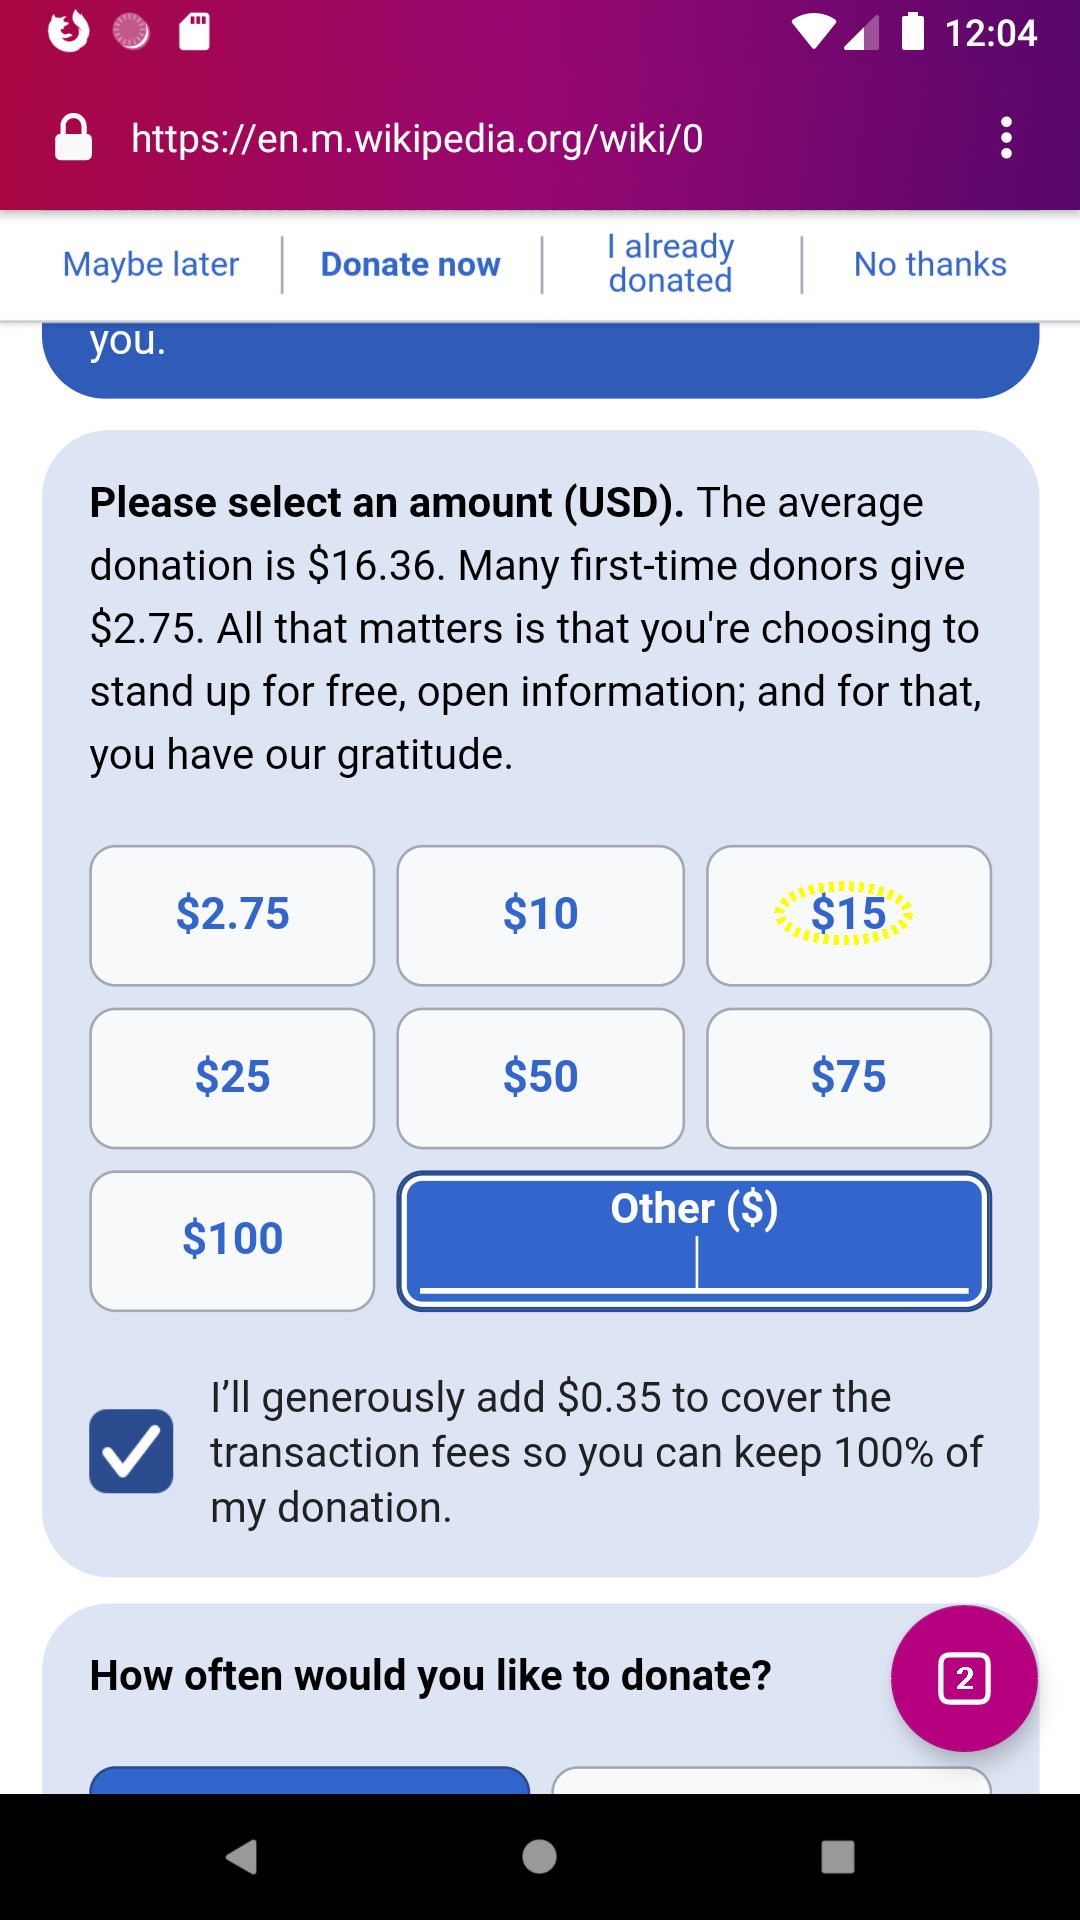 12:04
https://en.m.wikipedia.org/wiki/0
Maybe later
Donate now
I already
donated
No thanks
you.
Please select an amount (USD). The average
donation is $16.36. Many first-time donors give
$2.75. All that matters is that you're choosing to
stand up for free, open information; and for that,
you have our gratitude.
$2.75
$10
$15
$25
$50
$75
$100
Other ($)
I’ll generously add $0.35 to cover the
transaction fees so you can keep 100% of
my donation.
How often would you like to donate?
2